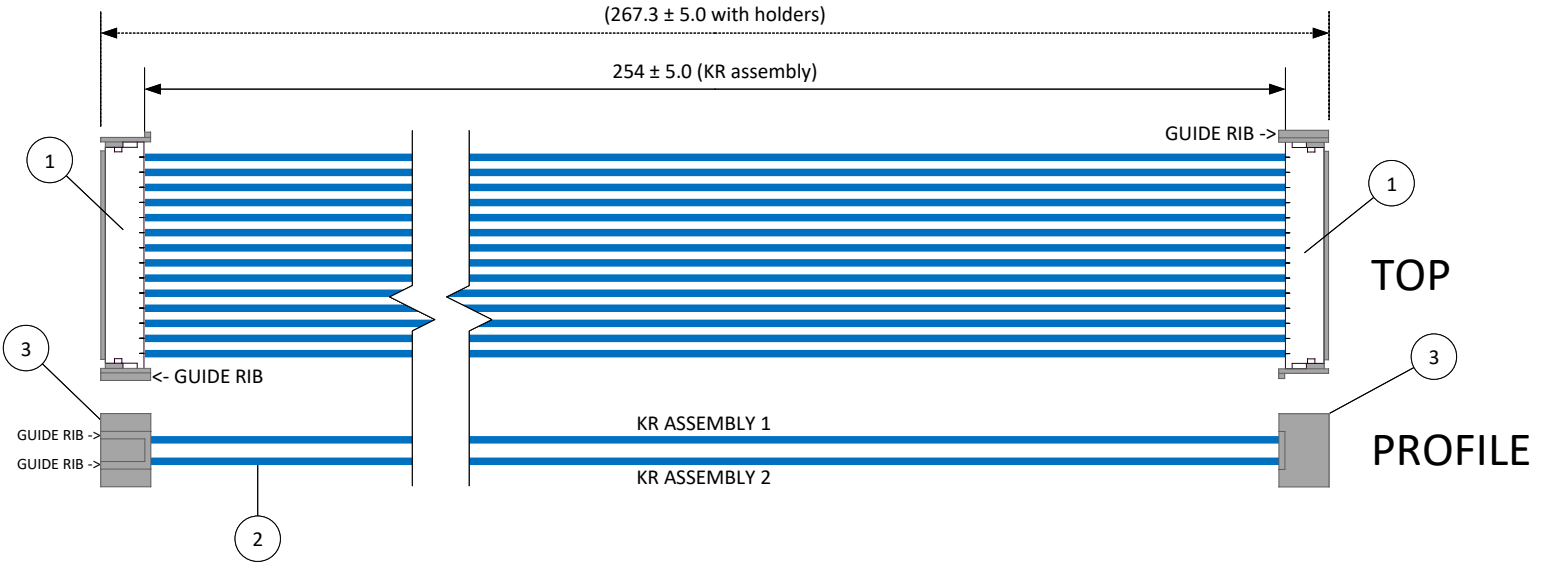 (267.3 ± 5.0 with holders)
254 ± 5.0 (KR assembly)
GUIDE RIB ->
1
1
TOP
3
3
<- GUIDE RIB
GUIDE RIB ->
GUIDE RIB ->
KR ASSEMBLY 1
PROFILE
KR ASSEMBLY 2
2